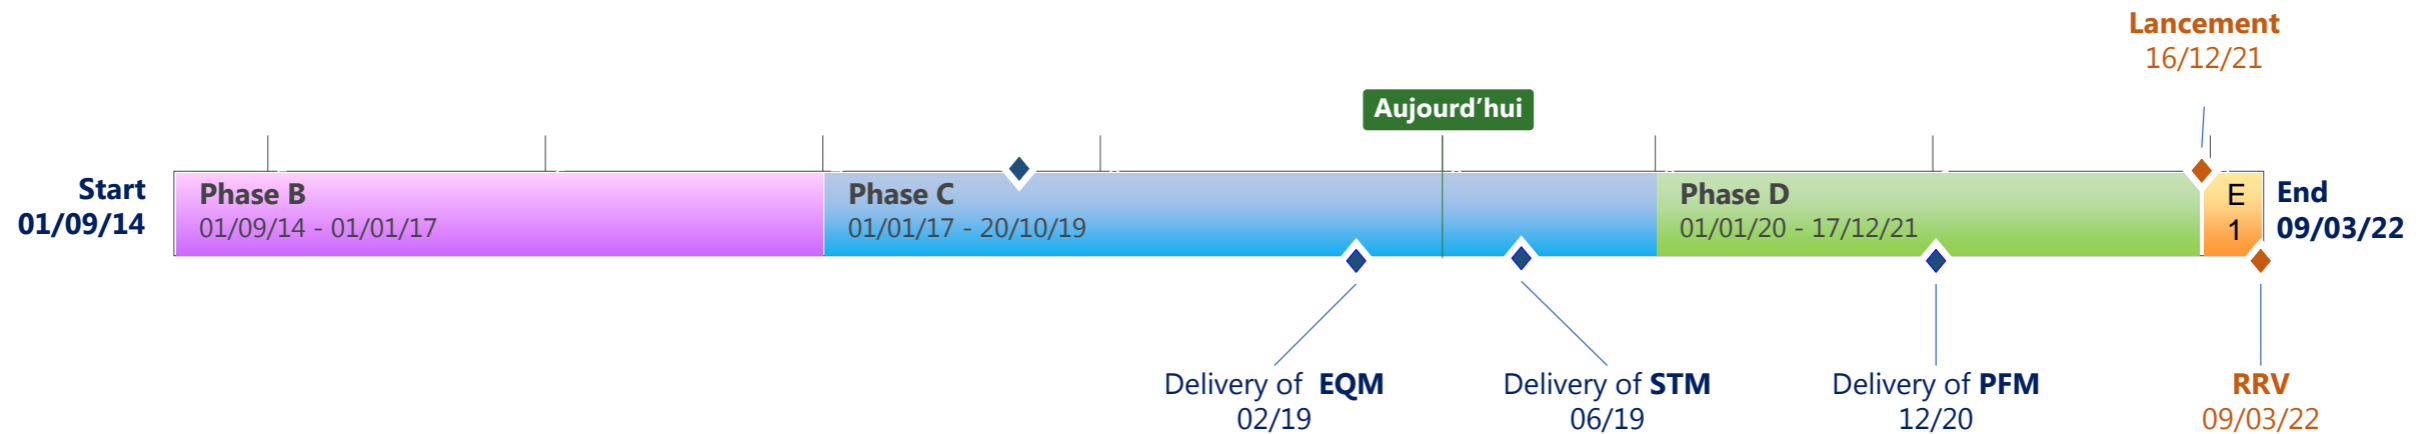 Lancement
16/12/21
Aujourd'hui
Start
01/09/14
Phase B
01/09/14 - 01/01/17
Phase C
01/01/17 - 20/10/19
Phase D
01/01/20 - 17/12/21
E
1
End
09/03/22
Delivery of EQM
02/19
Delivery of STM
06/19
Delivery of PFM
12/20
RRV
09/03/22